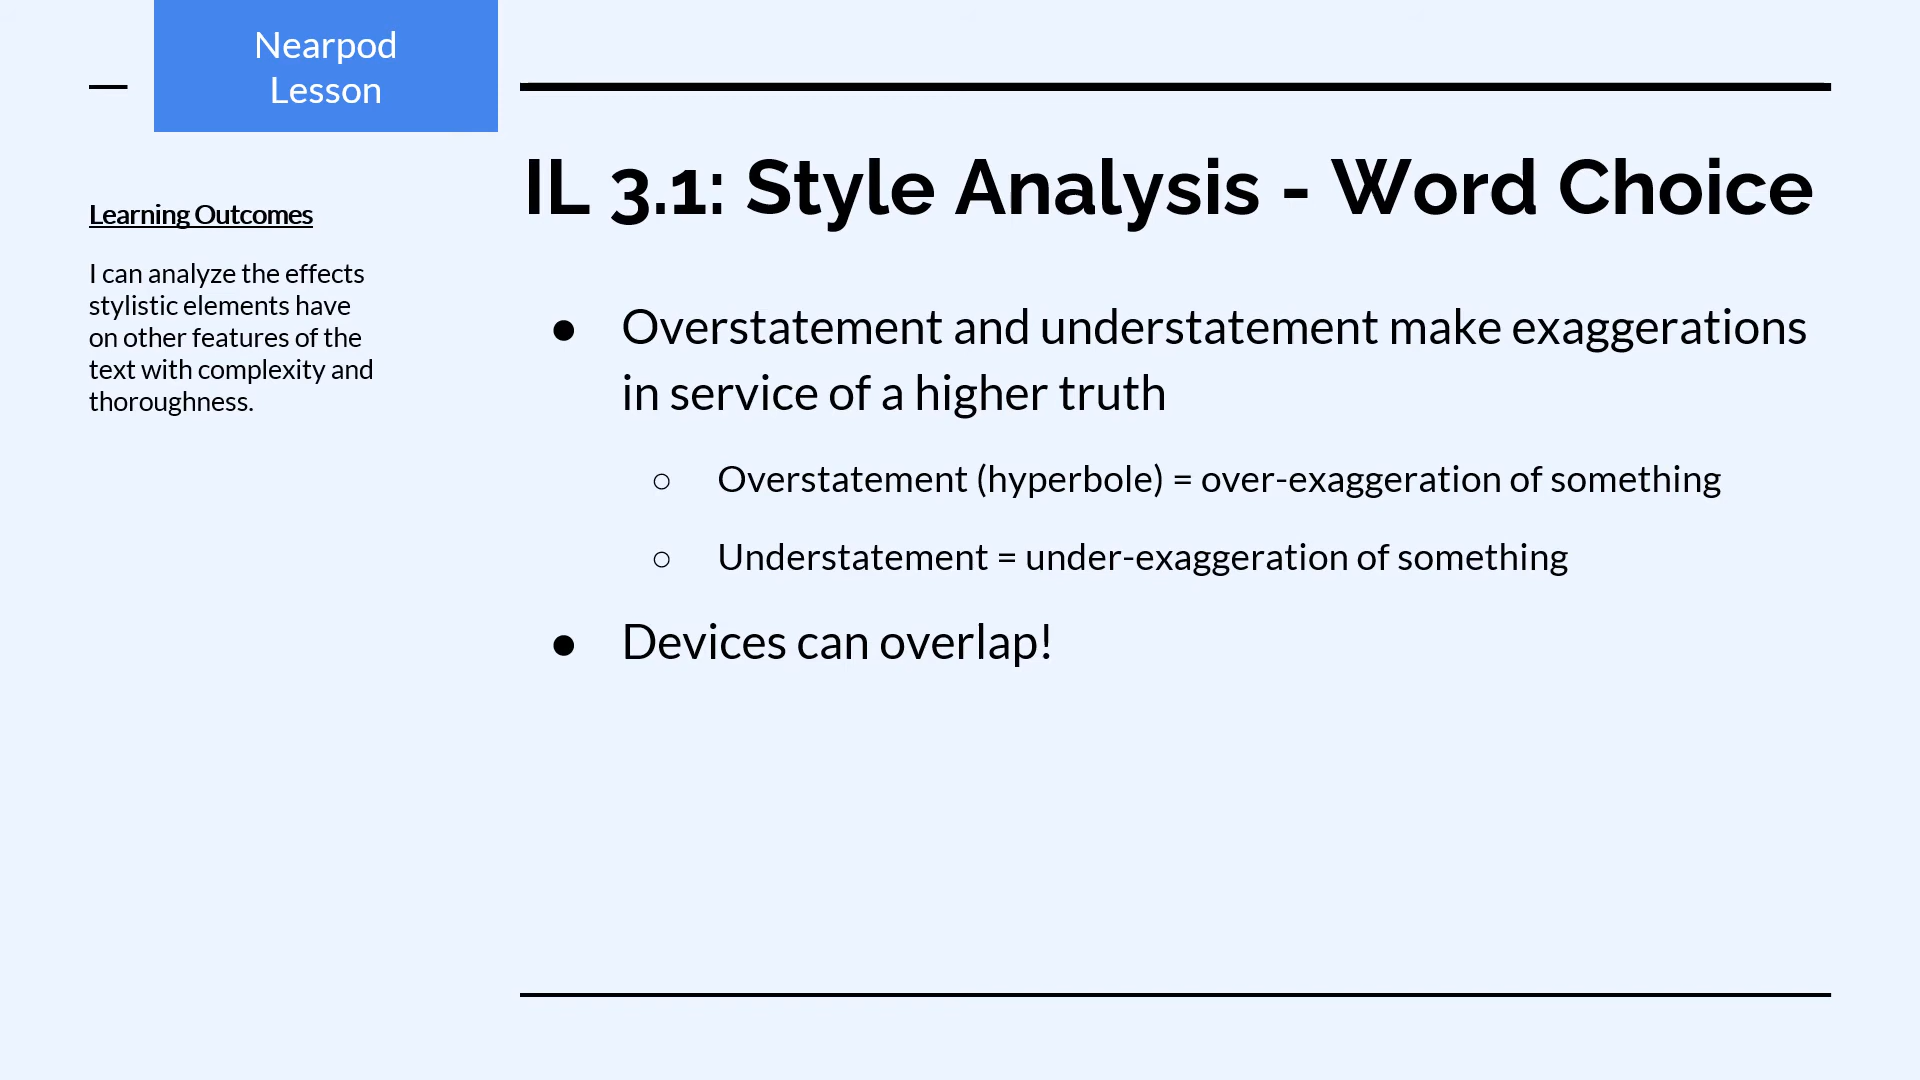 Nearpod
Lesson
IL 3.1: Style Analysis - Word Choice
Learning Outcomes
I can analyze the effects
stylistic elements have
on other features of the
text with complexity and
thoroughness.
● Overstatement and understatement make exaggerations
in service of a higher truth
○ Overstatement (hyperbole) = over-exaggeration of something
○ Understatement = under-exaggeration of something
● Devices can overlap!